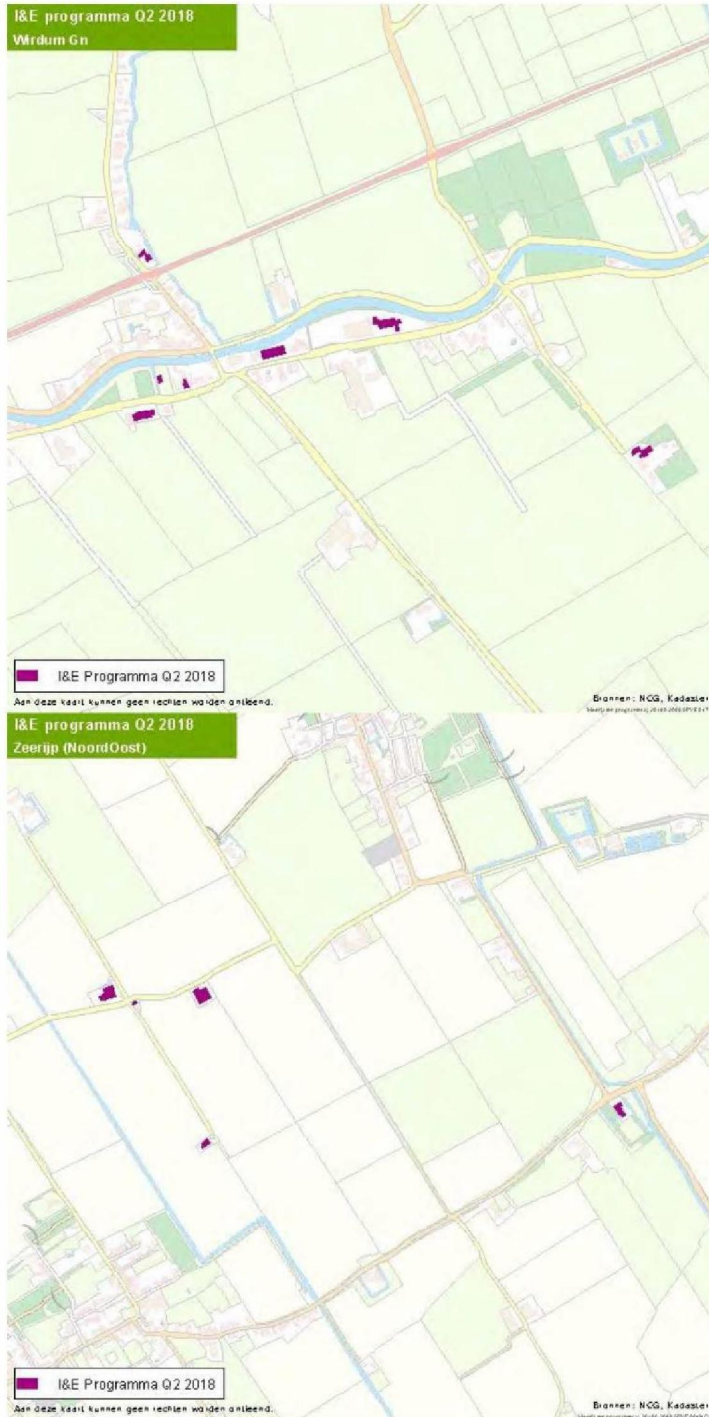 I&E programma Q2 2018
Wirdum Gn
I&E Programma Q2 2018
Aan deze kaart kunnen geen rechten worden ontleend.
Bronnen: NCG, Kadaster
I&E programma Q2 2018
Zeerijp (NoordOost)
I&E Programma Q2 2018
Aan deze kaart kunnen geen rechten worden ontleend.
Bronnen: NCG, Kadaster